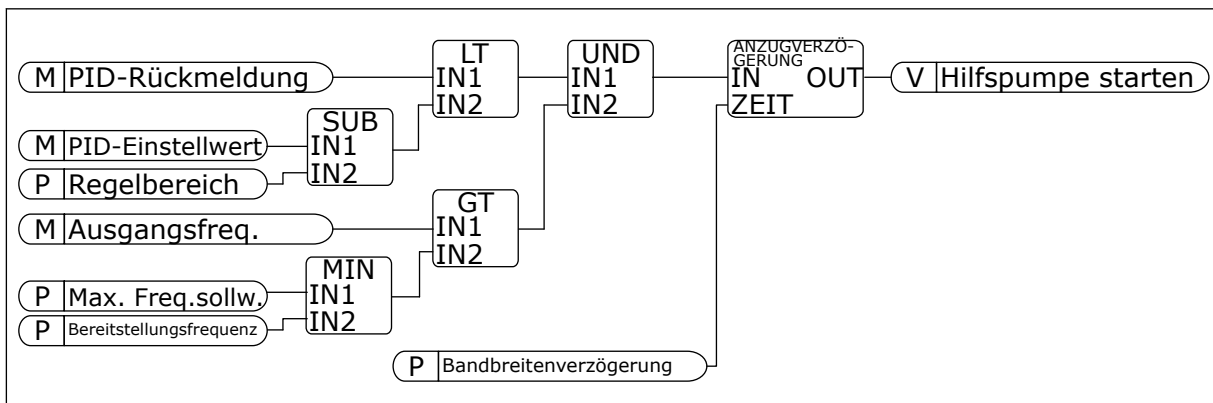 LT
UND
ANZUGVERZÖ-
GERUNG
M PID-Rückmeldung
IN1
IN1
IN OUT
V Hilfspumpe starten
IN2
IN2
ZEIT
SUB
M PID-Einstellwert
IN1
P Regelbereich
IN2
GT
M Ausgangsfreq.
IN1
IN2
MIN
P Max. Freq.sollw.
IN1
P Bereitstellungsfrequenz
IN2
P Bandbreitenverzögerung